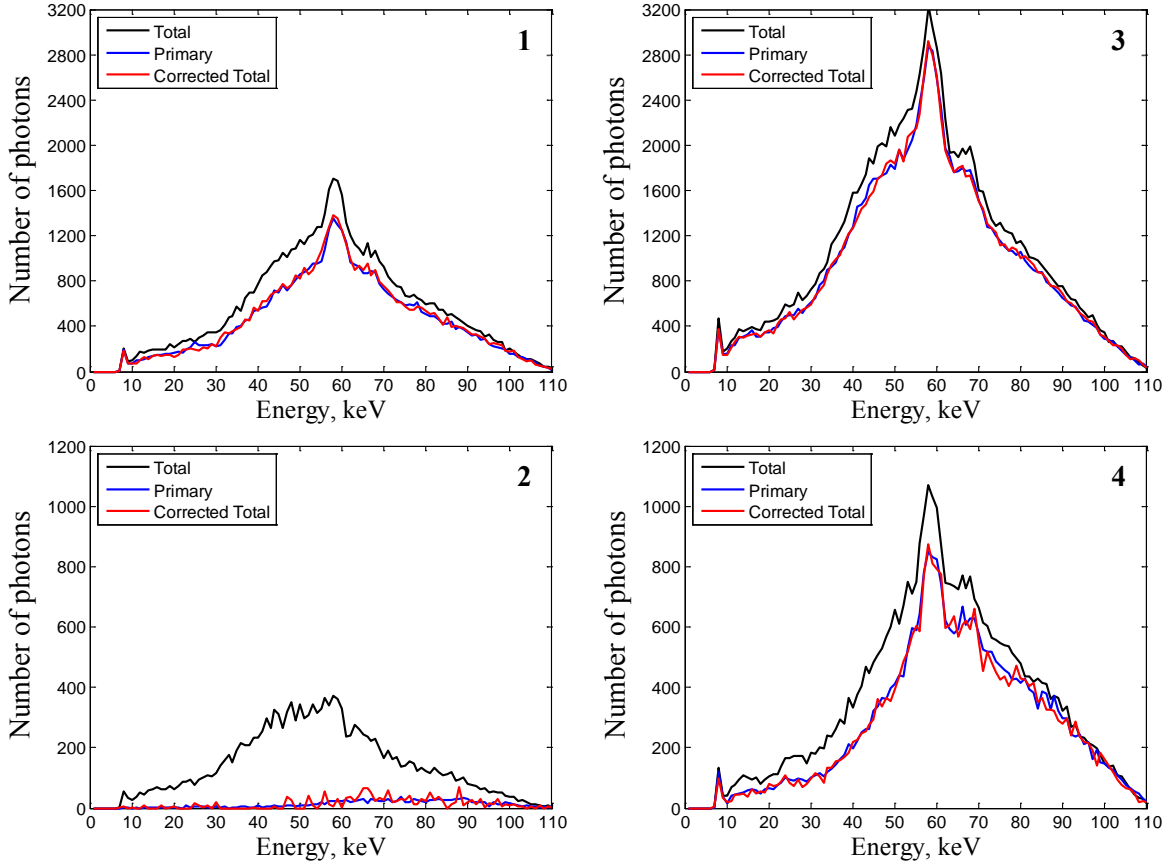 3200
2800
2400
2000
1600
1200
800
400
0
Number of photons
Total
Primary
Corrected Total
1
0 10 20 30 40 50 60 70 80 90 100 110
Energy, keV
3200
2800
2400
2000
1600
1200
800
400
0
Number of photons
Total
Primary
Corrected Total
3
0 10 20 30 40 50 60 70 80 90 100 110
Energy, keV
1200
1000
800
600
400
200
0
Number of photons
Total
Primary
Corrected Total
2
0 10 20 30 40 50 60 70 80 90 100 110
Energy, keV
1200
1000
800
600
400
200
0
Number of photons
Total
Primary
Corrected Total
4
0 10 20 30 40 50 60 70 80 90 100 110
Energy, keV